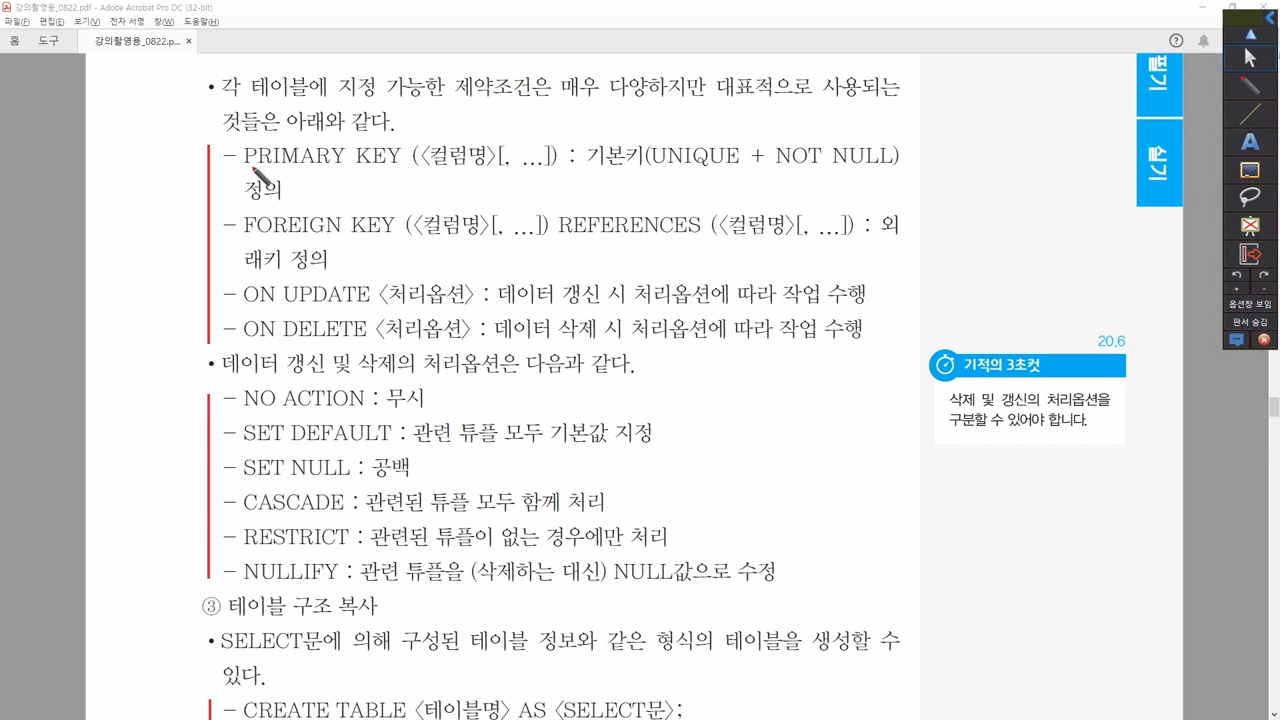 강의촬영용_0822.pdf - Adobe Acrobat Pro DC (32-bit)
파일(F) 편집(E) 보기(V) 전자 서명 창(W) 도움말(H)
홈 도구 강의촬영용_0822.p... ×
• 각 테이블에 지정 가능한 제약조건은 매우 다양하지만 대표적으로 사용되는
것들은 아래와 같다.
– PRIMARY KEY (〈컬럼명〉[, …]) : 기본키(UNIQUE + NOT NULL)
정의
– FOREIGN KEY (〈컬럼명〉[, …]) REFERENCES (〈컬럼명〉[, …]) : 외
래키 정의
– ON UPDATE 〈처리옵션〉 : 데이터 갱신 시 처리옵션에 따라 작업 수행
– ON DELETE 〈처리옵션〉 : 데이터 삭제 시 처리옵션에 따라 작업 수행
• 데이터 갱신 및 삭제의 처리옵션은 다음과 같다.
– NO ACTION : 무시
– SET DEFAULT : 관련 튜플 모두 기본값 지정
– SET NULL : 공백
– CASCADE : 관련된 튜플 모두 함께 처리
– RESTRICT : 관련된 튜플이 없는 경우에만 처리
– NULLIFY : 관련 튜플을 (삭제하는 대신) NULL값으로 수정
③ 테이블 구조 복사
• SELECT문에 의해 구성된 테이블 정보와 같은 형식의 테이블을 생성할 수
있다.
– CREATE TABLE 〈테이블명〉 AS 〈SELECT문〉;
필기
실기
20.6
기적의 3초컷
삭제 및 갱신의 처리옵션을
구분할 수 있어야 합니다.
A
+ -
옵션창 보임
판서 숨김